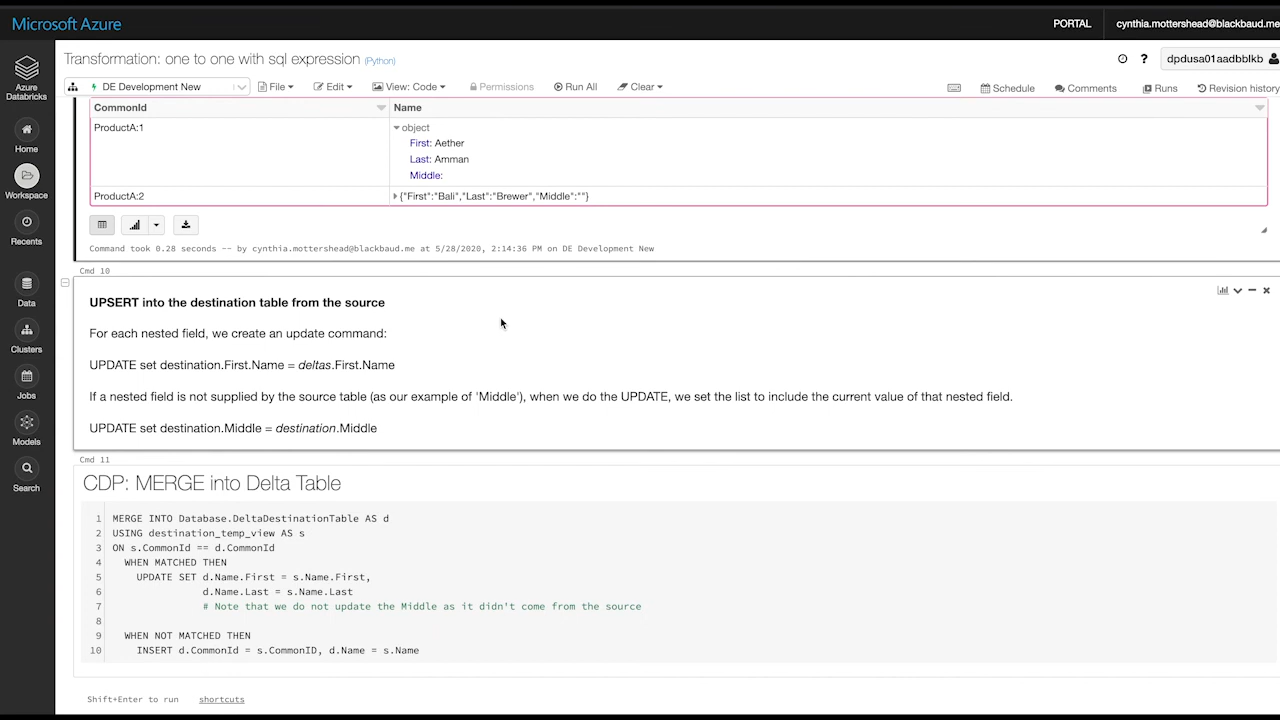 Microsoft Azure
PORTAL
cynthia.mottershead@blackbaud.me
Azure
Databricks
Home
Workspace
Recents
Data
Clusters
Jobs
Models
Search
Transformation: one to one with sql expression (Python)
dpdusa01aadbblkb
DE Development New
File
Edit
View: Code
Permissions
Run All
Clear
Schedule
Comments
Runs
Revision history
CommonId
Name
ProductA:1
object
First: Aether
Last: Amman
Middle:
ProductA:2
{"First":"Bali","Last":"Brewer","Middle":""}
Command took 0.28 seconds -- by cynthia.mottershead@blackbaud.me at 5/28/2020, 2:14:36 PM on DE Development New
Cmd 10
UPSERT into the destination table from the source
For each nested field, we create an update command:
UPDATE set destination.First.Name = deltas.First.Name
If a nested field is not supplied by the source table (as our example of 'Middle'), when we do the UPDATE, we set the list to include the current value of that nested field.
UPDATE set destination.Middle = destination.Middle
Cmd 11
CDP: MERGE into Delta Table
1 MERGE INTO Database.DeltaDestinationTable AS d
2 USING destination_temp_view AS s
3 ON s.CommonId == d.CommonId
4 WHEN MATCHED THEN
5 UPDATE SET d.Name.First = s.Name.First,
6 d.Name.Last = s.Name.Last
7 # Note that we do not update the Middle as it didn't come from the source
8
9 WHEN NOT MATCHED THEN
10 INSERT d.CommonId = s.CommonID, d.Name = s.Name
Shift+Enter to run shortcuts